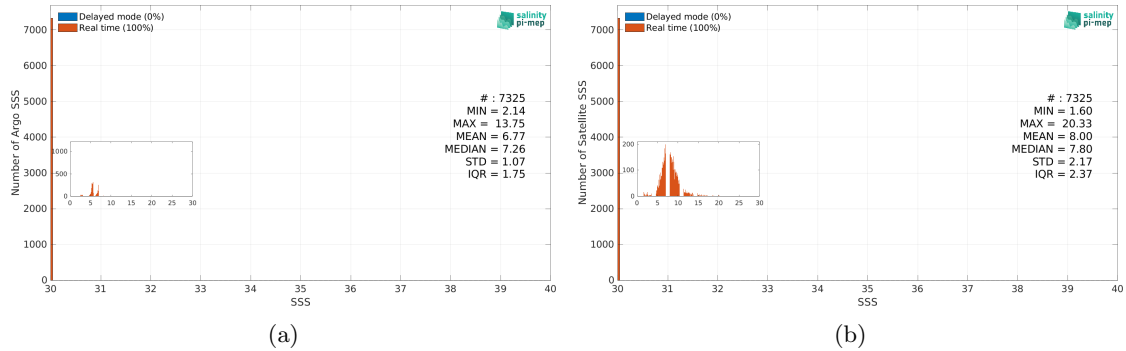 Delayed mode (0%)
Real time (100%)
salinity
pi-mep
7000
6000
5000
4000
3000
2000
1000
0
Number of Argo SSS
# : 7325
MIN = 2.14
MAX = 13.75
MEAN = 6.77
MEDIAN = 7.26
STD = 1.07
IQR = 1.75
1000
500
0
0 5 10 15 20 25 30
30 31 32 33 34 35 36 37 38 39 40
SSS
(a)
Delayed mode (0%)
Real time (100%)
salinity
pi-mep
7000
6000
5000
4000
3000
2000
1000
0
Number of Satellite SSS
# : 7325
MIN = 1.60
MAX = 20.33
MEAN = 8.00
MEDIAN = 7.80
STD = 2.17
IQR = 2.37
200
100
0
0 5 10 15 20 25 30
30 31 32 33 34 35 36 37 38 39 40
SSS
(b)